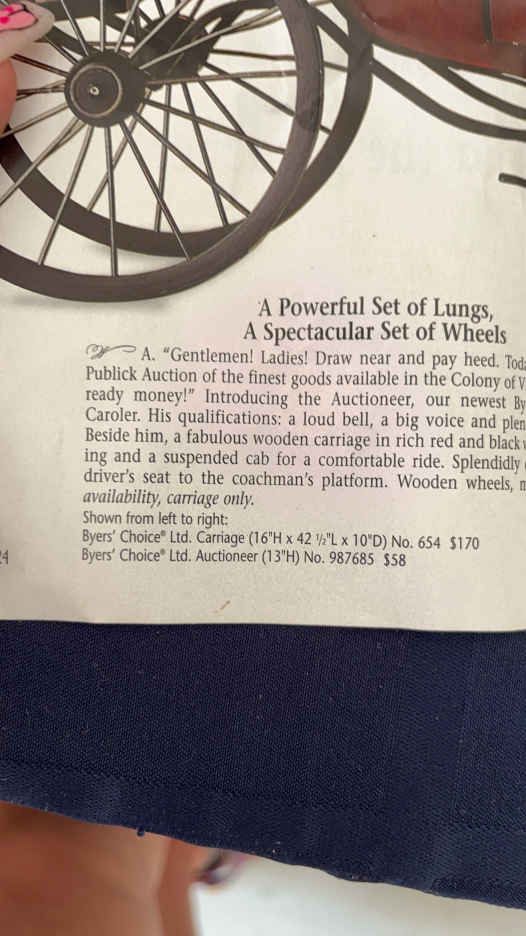 A Powerful Set of Lungs,
A Spectacular Set of Wheels
A. “Gentlemen! Ladies! Draw near and pay heed.
Publick Auction of the finest goods available in the Colony of
ready money!” Introducing the Auctioneer, our newest
Caroler. His qualifications: a loud bell, a big voice and
Beside him, a fabulous wooden carriage in rich red and black
ing and a suspended cab for a comfortable ride. Splendidly
driver’s seat to the coachman’s platform. Wooden wheels,
availability, carriage only.
Shown from left to right:
Byers’ Choice® Ltd. Carriage (16"H x 42 ½"L x 10"D) No. 654 $170
Byers’ Choice® Ltd. Auctioneer (13"H) No. 987685 $58